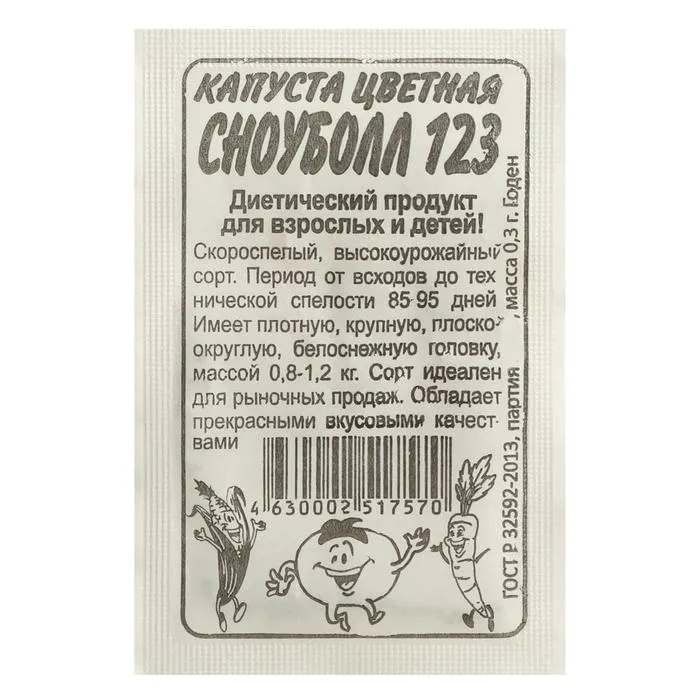 КАПУСТА ЦВЕТНАЯ
СНОУБОЛЛ 123
Диетический продукт
для взрослых и детей!
Скороспелый, высокоурожайный
сорт. Период от всходов до тех
нической спелости 85-95 дней
Имеет плотную, крупную, плоско-
округлую, белоснежную головку,
массой 0,8-1,2 кг. Сорт идеален
для рыночных продаж. Обладает
прекрасными вкусовыми качест-
вами
4 630002 517570
ГОСТ Р 32592-2013, партия , масса 0,3 г. Годен